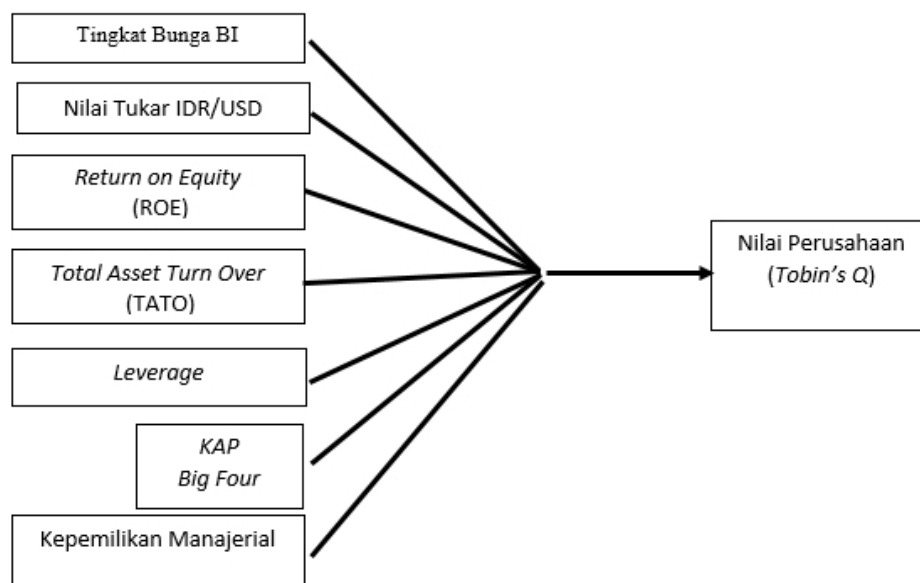 Tingkat Bunga BI
Nilai Tukar IDR/USD
Return on Equity
(ROE)
Total Asset Turn Over
(TATO)
Leverage
KAP
Big Four
Kepemilikan Manajerial
Nilai Perusahaan
(Tobin’s Q)